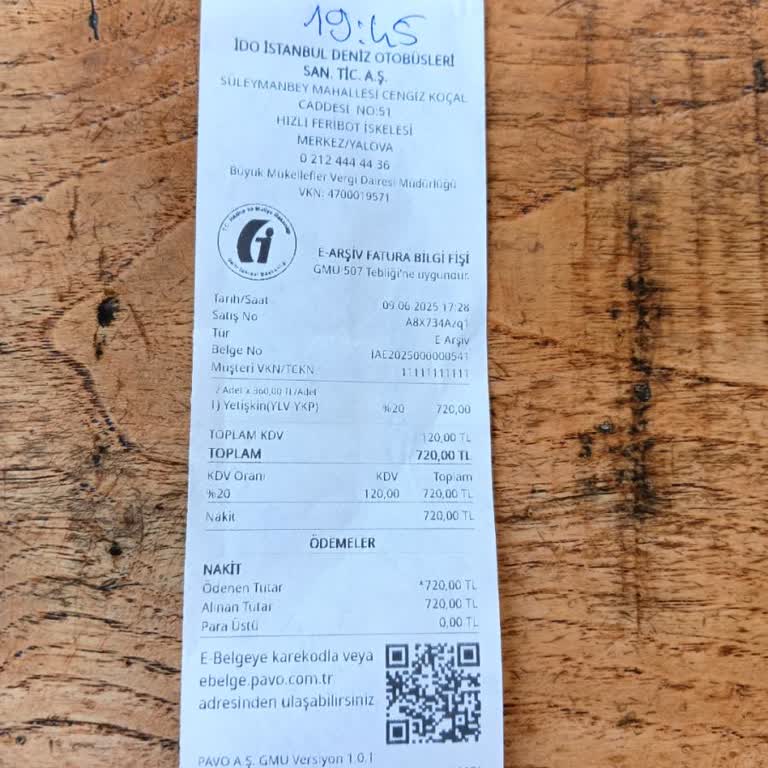 19:45
İDO İSTANBUL DENİZ OTOBÜSLERİ
SAN. TİC. A.Ş.
SÜLEYMANBEY MAHALLESİ CENGİZ KOÇAL
CADDESİ NO:51
HIZLI FERİBOT İSKELESİ
MERKEZ/YALOVA
0 212 444 44 36
Büyük Mükellefler Vergi Dairesi Müdürlüğü
VKN: 4700019571
E-ARŞİV FATURA BİLGİ FİŞİ
GMU 507 Tebliği'ne uygundur.
Tarih/Saat 09.06.2025 17:28
Satış No A8X734A/q1
Tür E Arşiv
Belge No IAE2025000000541
Müşteri VKN/TCKN 11111111111
2 Adet x 360,00 TL/Adet
1) Yetişkin(YLV YKP) %20 720,00
TOPLAM KDV 120,00 TL
TOPLAM 720,00 TL
KDV Oranı KDV Toplam
%20 120,00 720,00 TL
Nakit 720,00 TL
ÖDEMELER
NAKİT
Ödenen Tutar *720,00 TL
Alınan Tutar 720,00 TL
Para Üstü 0,00 TL
E-Belgeye karekodla veya
ebelge.pavo.com.tr
adresinden ulaşabilirsiniz
PAVO A.Ş. GMU Versiyon 1.0.1